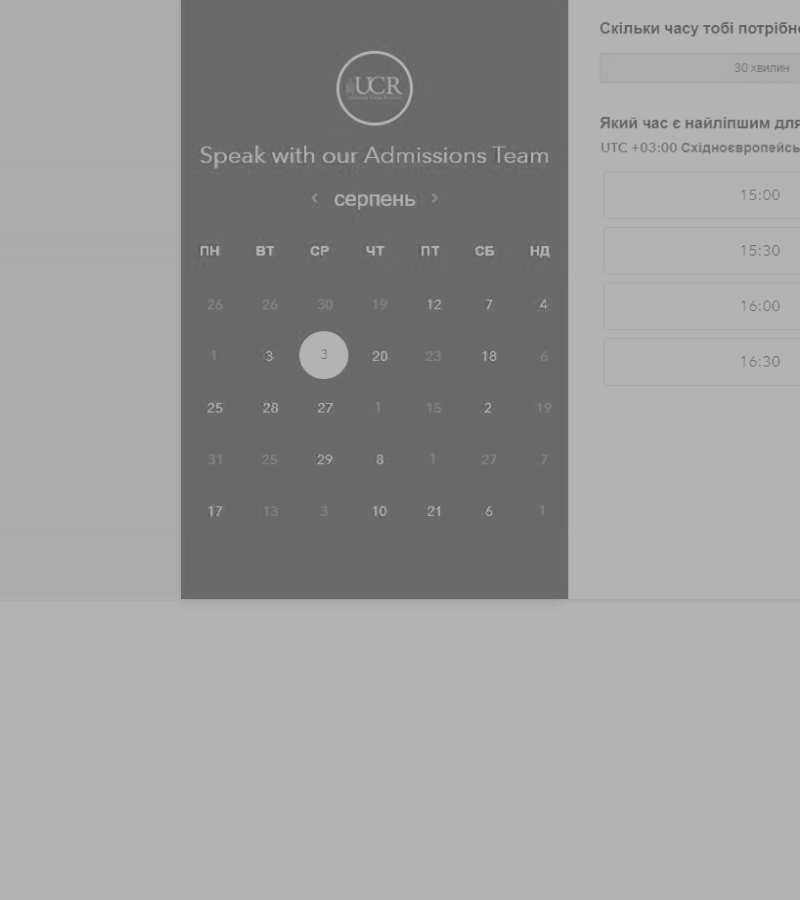 UCR
Speak with our Admissions Team
‹ серпень ›
ПН ВТ СР ЧТ ПТ СБ НД
26 26 30 19 12 7 4
1 3 3 20 23 18 6
25 28 27 1 15 2 19
31 25 29 8 1 27 7
17 13 3 10 21 6 1
Скільки часу тобі потрібно
30 хвилин
Який час є найліпшим для
UTC +03:00 Східноєвропейсь
15:00
15:30
16:00
16:30